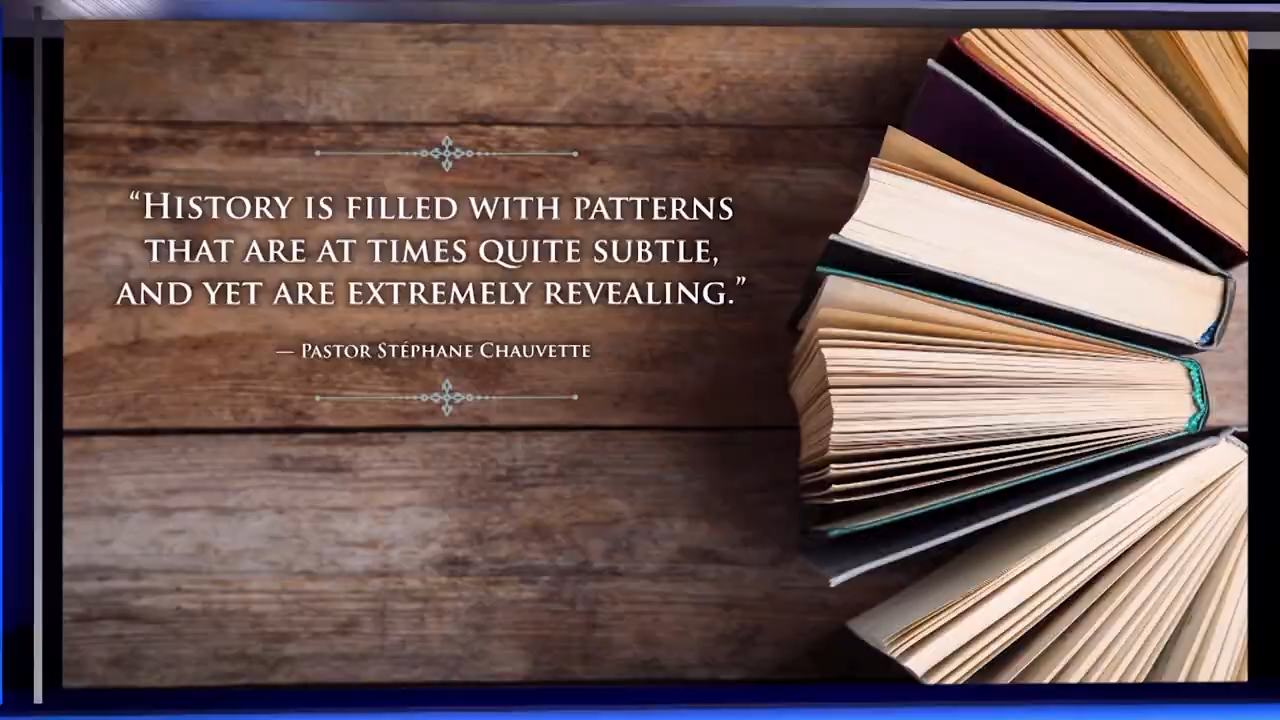 “History is filled with patterns
that are at times quite subtle,
and yet are extremely revealing.”
— Pastor Stéphane Chauvette